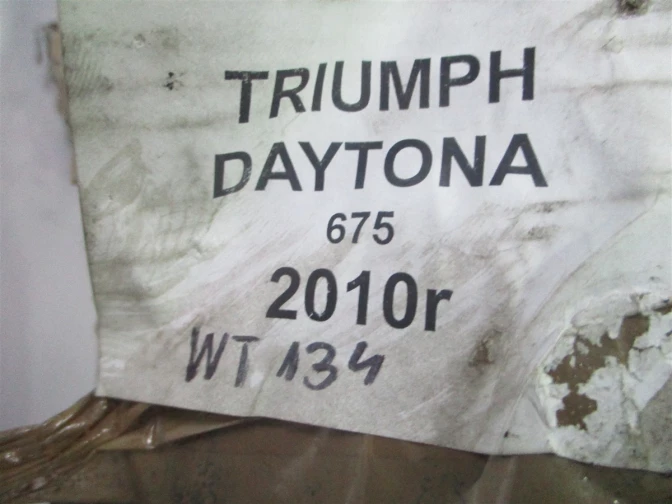 TRIUMPH
DAYTONA
675
2010r
WT 134